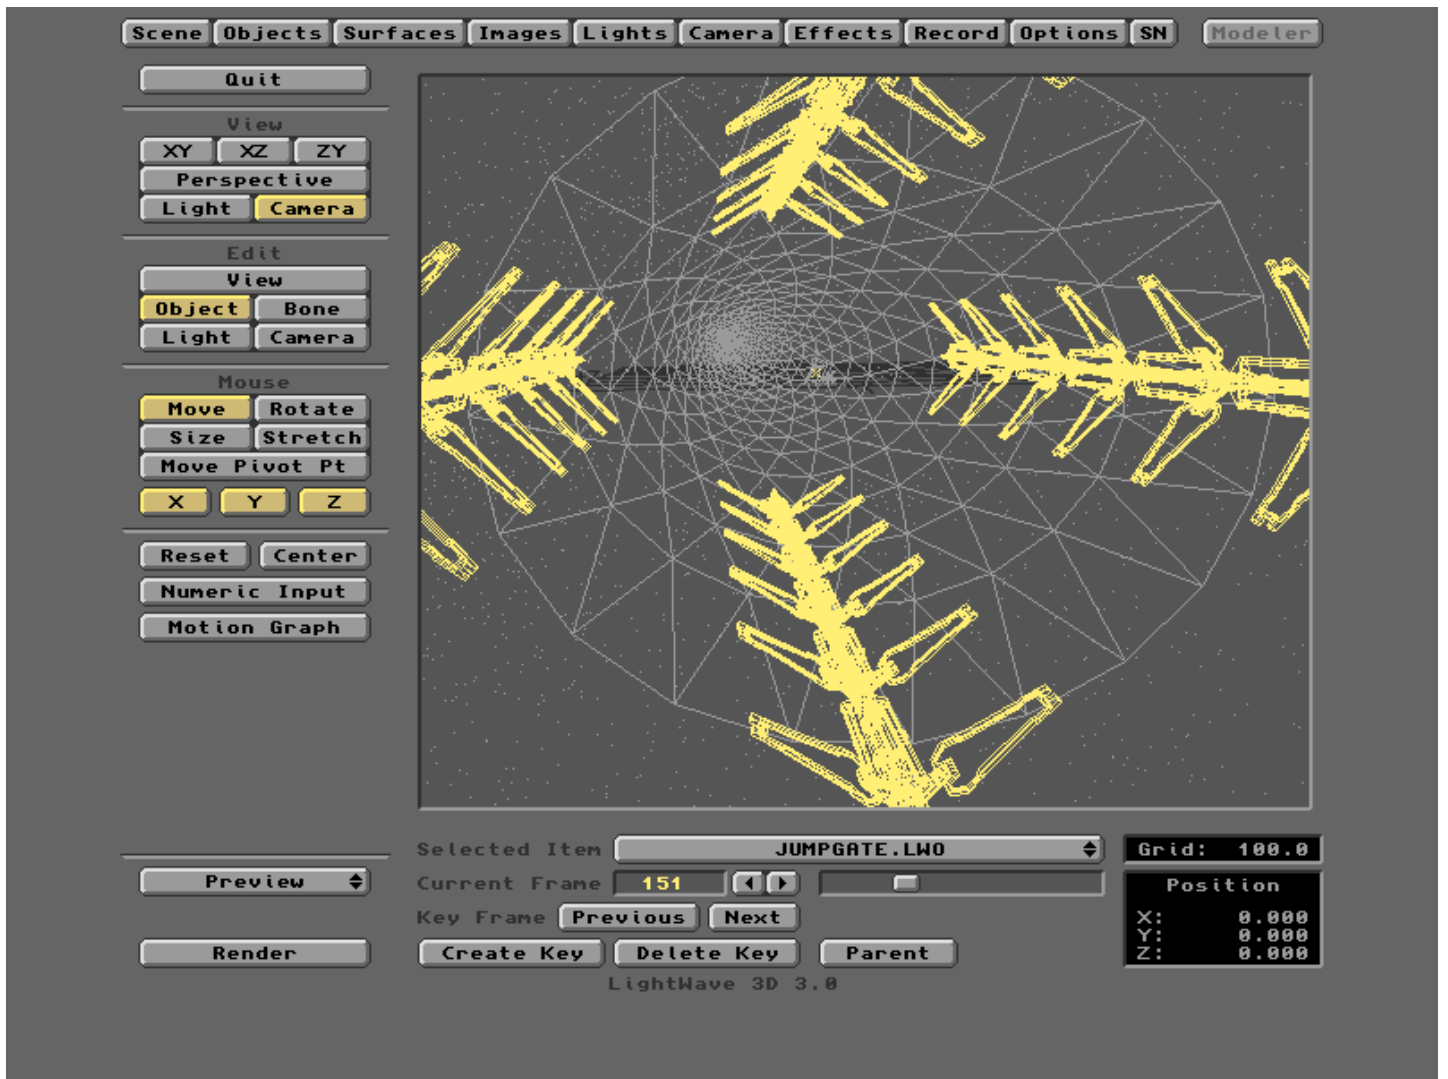 Scene Objects Surfaces Images Lights Camera Effects Record Options SN Modeler
Quit
View
XY XZ ZY
Perspective
Light Camera
Edit
View
Object Bone
Light Camera
Mouse
Move Rotate
Size Stretch
Move Pivot Pt
X Y Z
Reset Center
Numeric Input
Motion Graph
Preview
Render
Selected Item JUMPGATE.LWO
Current Frame 151
Key Frame Previous Next
Create Key Delete Key Parent
LightWave 3D 3.0
Grid: 100.0
Position
X: 0.000
Y: 0.000
Z: 0.000